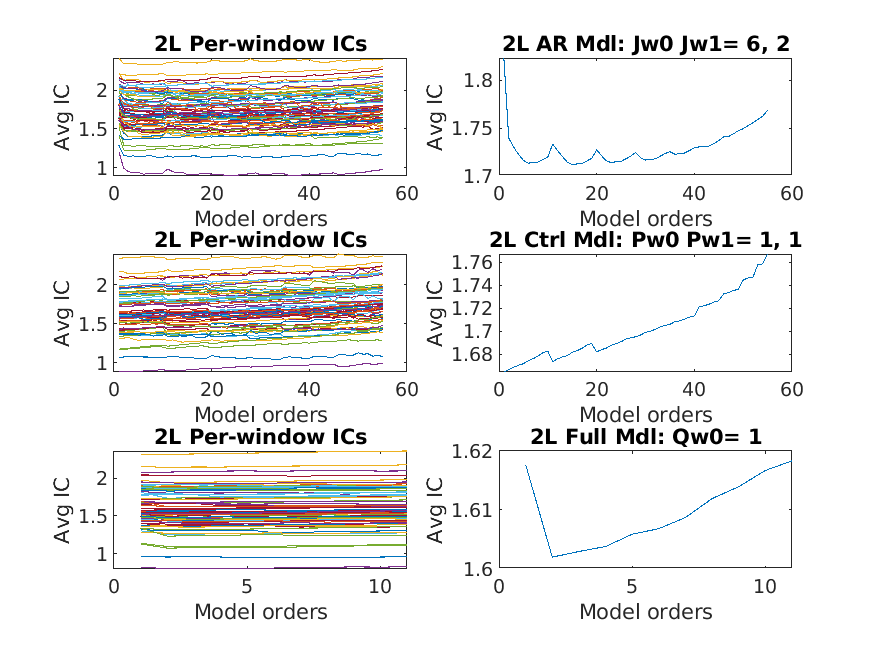 2L Per-window ICs
2L AR Mdl: Jw0 Jw1= 6, 2
Avg IC
2
1.5
1
0
20
40
60
Model orders
Avg IC
1.8
1.75
1.7
0
20
40
60
Model orders
2L Per-window ICs
2L Ctrl Mdl: Pw0 Pw1= 1, 1
Avg IC
2
1.5
1
0
20
40
60
Model orders
Avg IC
1.76
1.74
1.72
1.7
1.68
0
20
40
60
Model orders
2L Per-window ICs
2L Full Mdl: Qw0= 1
Avg IC
2
1.5
1
0
5
10
Model orders
Avg IC
1.62
1.61
1.6
0
5
10
Model orders